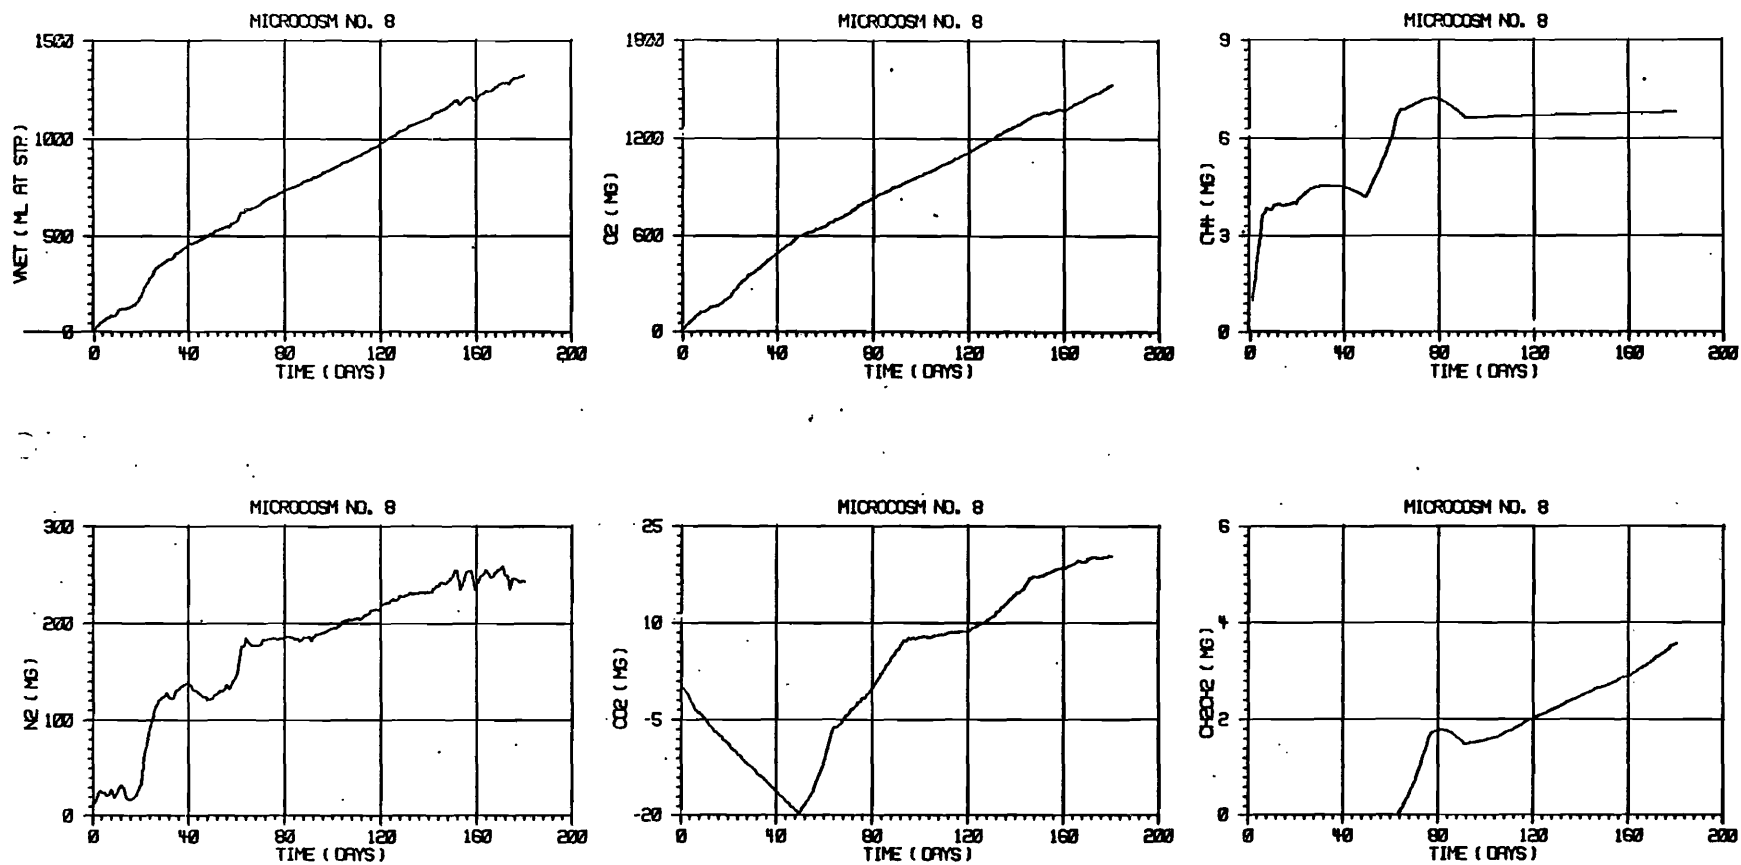 MICROCOSM NO. 8
MICROCOSM NO. 8
MICROCOSM NO. 8
1500
1000
500
0
VNET ( ML AT STP.)
0 40 80 120 160 200
TIME ( DAYS )
1800
1200
600
0
O2 ( MG )
0 40 80 120 160 200
TIME ( DAYS )
9
6
3
0
CH4 ( MG )
0 40 80 120 160 200
TIME ( DAYS )
MICROCOSM NO. 8
MICROCOSM NO. 8
MICROCOSM NO. 8
300
200
100
0
N2 ( MG )
0 40 80 120 160 200
TIME ( DAYS )
25
10
-5
-20
CO2 ( MG )
0 40 80 120 160 200
TIME ( DAYS )
6
4
2
0
CH2CH2 ( MG )
0 40 80 120 160 200
TIME ( DAYS )